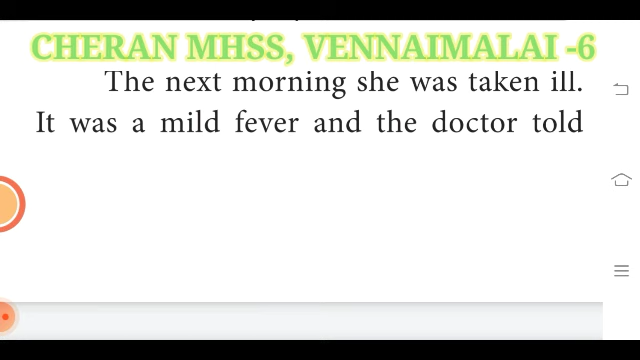 CHERAN MHSS, VENNAIMALAI -6
The next morning she was taken ill.
It was a mild fever and the doctor told